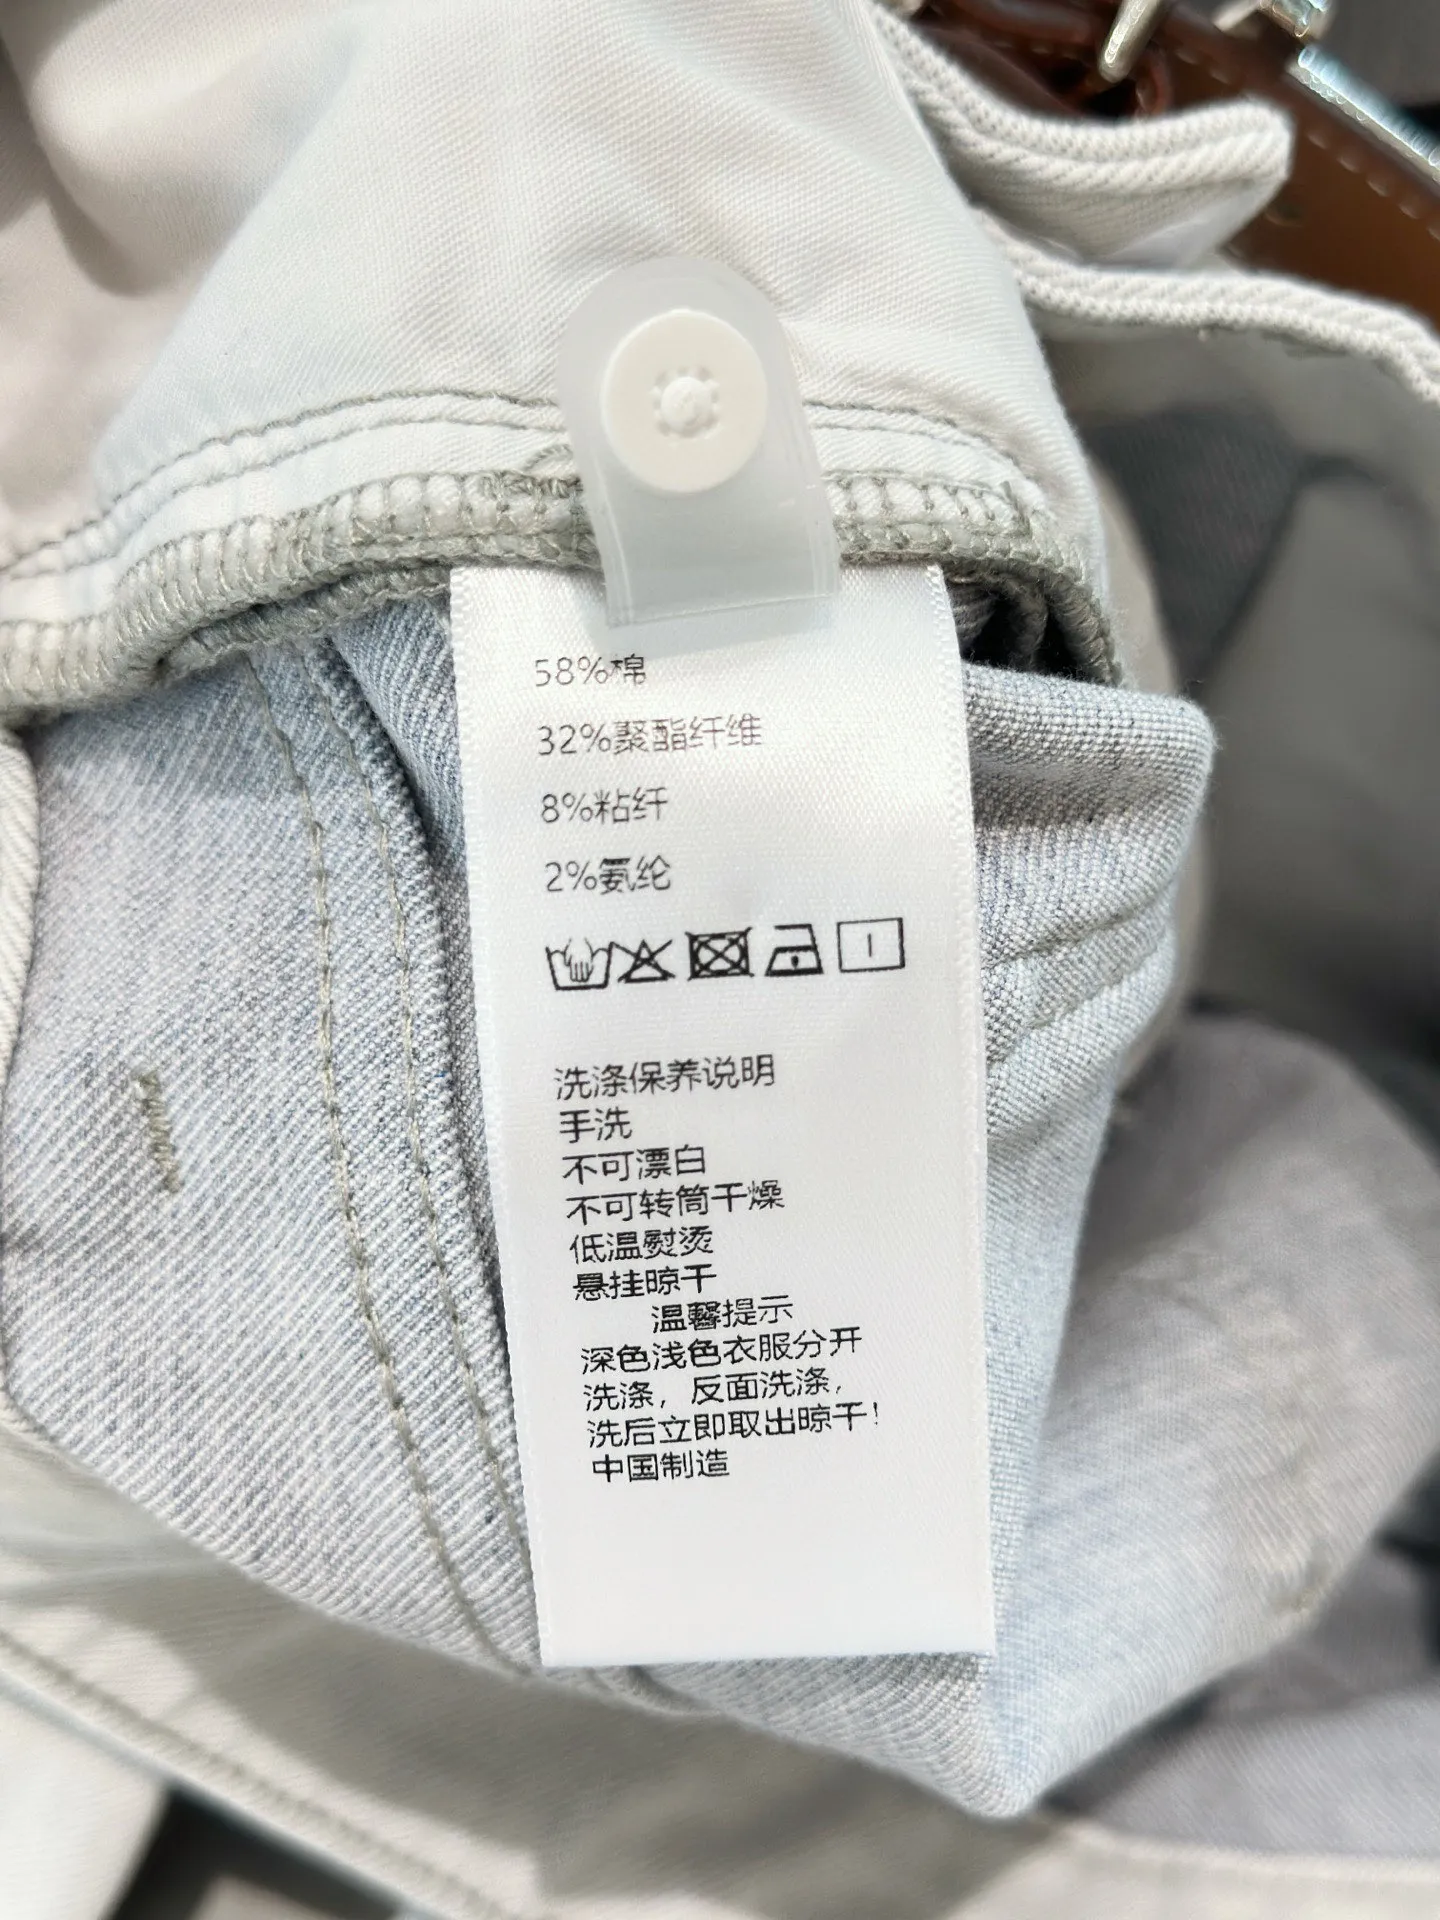 58%棉
32%聚酯纤维
8%粘纤
2%氨纶
洗涤保养说明
手洗
不可漂白
不可转筒干燥
低温熨烫
悬挂晾干
温馨提示
深色浅色衣服分开
洗涤，反面洗涤，
洗后立即取出晾干！
中国制造